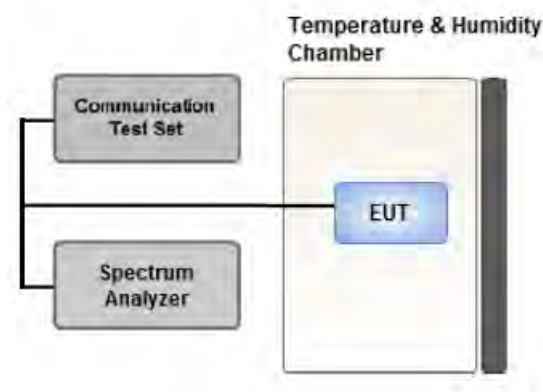 Temperature & Humidity
Chamber
Communication
Test Set
EUT
Spectrum
Analyzer